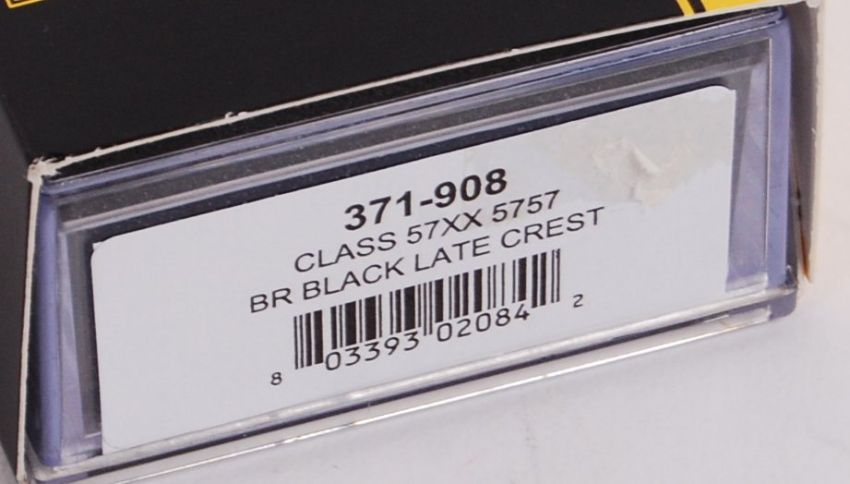 371-908
CLASS 57XX 5757
BR BLACK LATE CREST
8 03393 02084 2